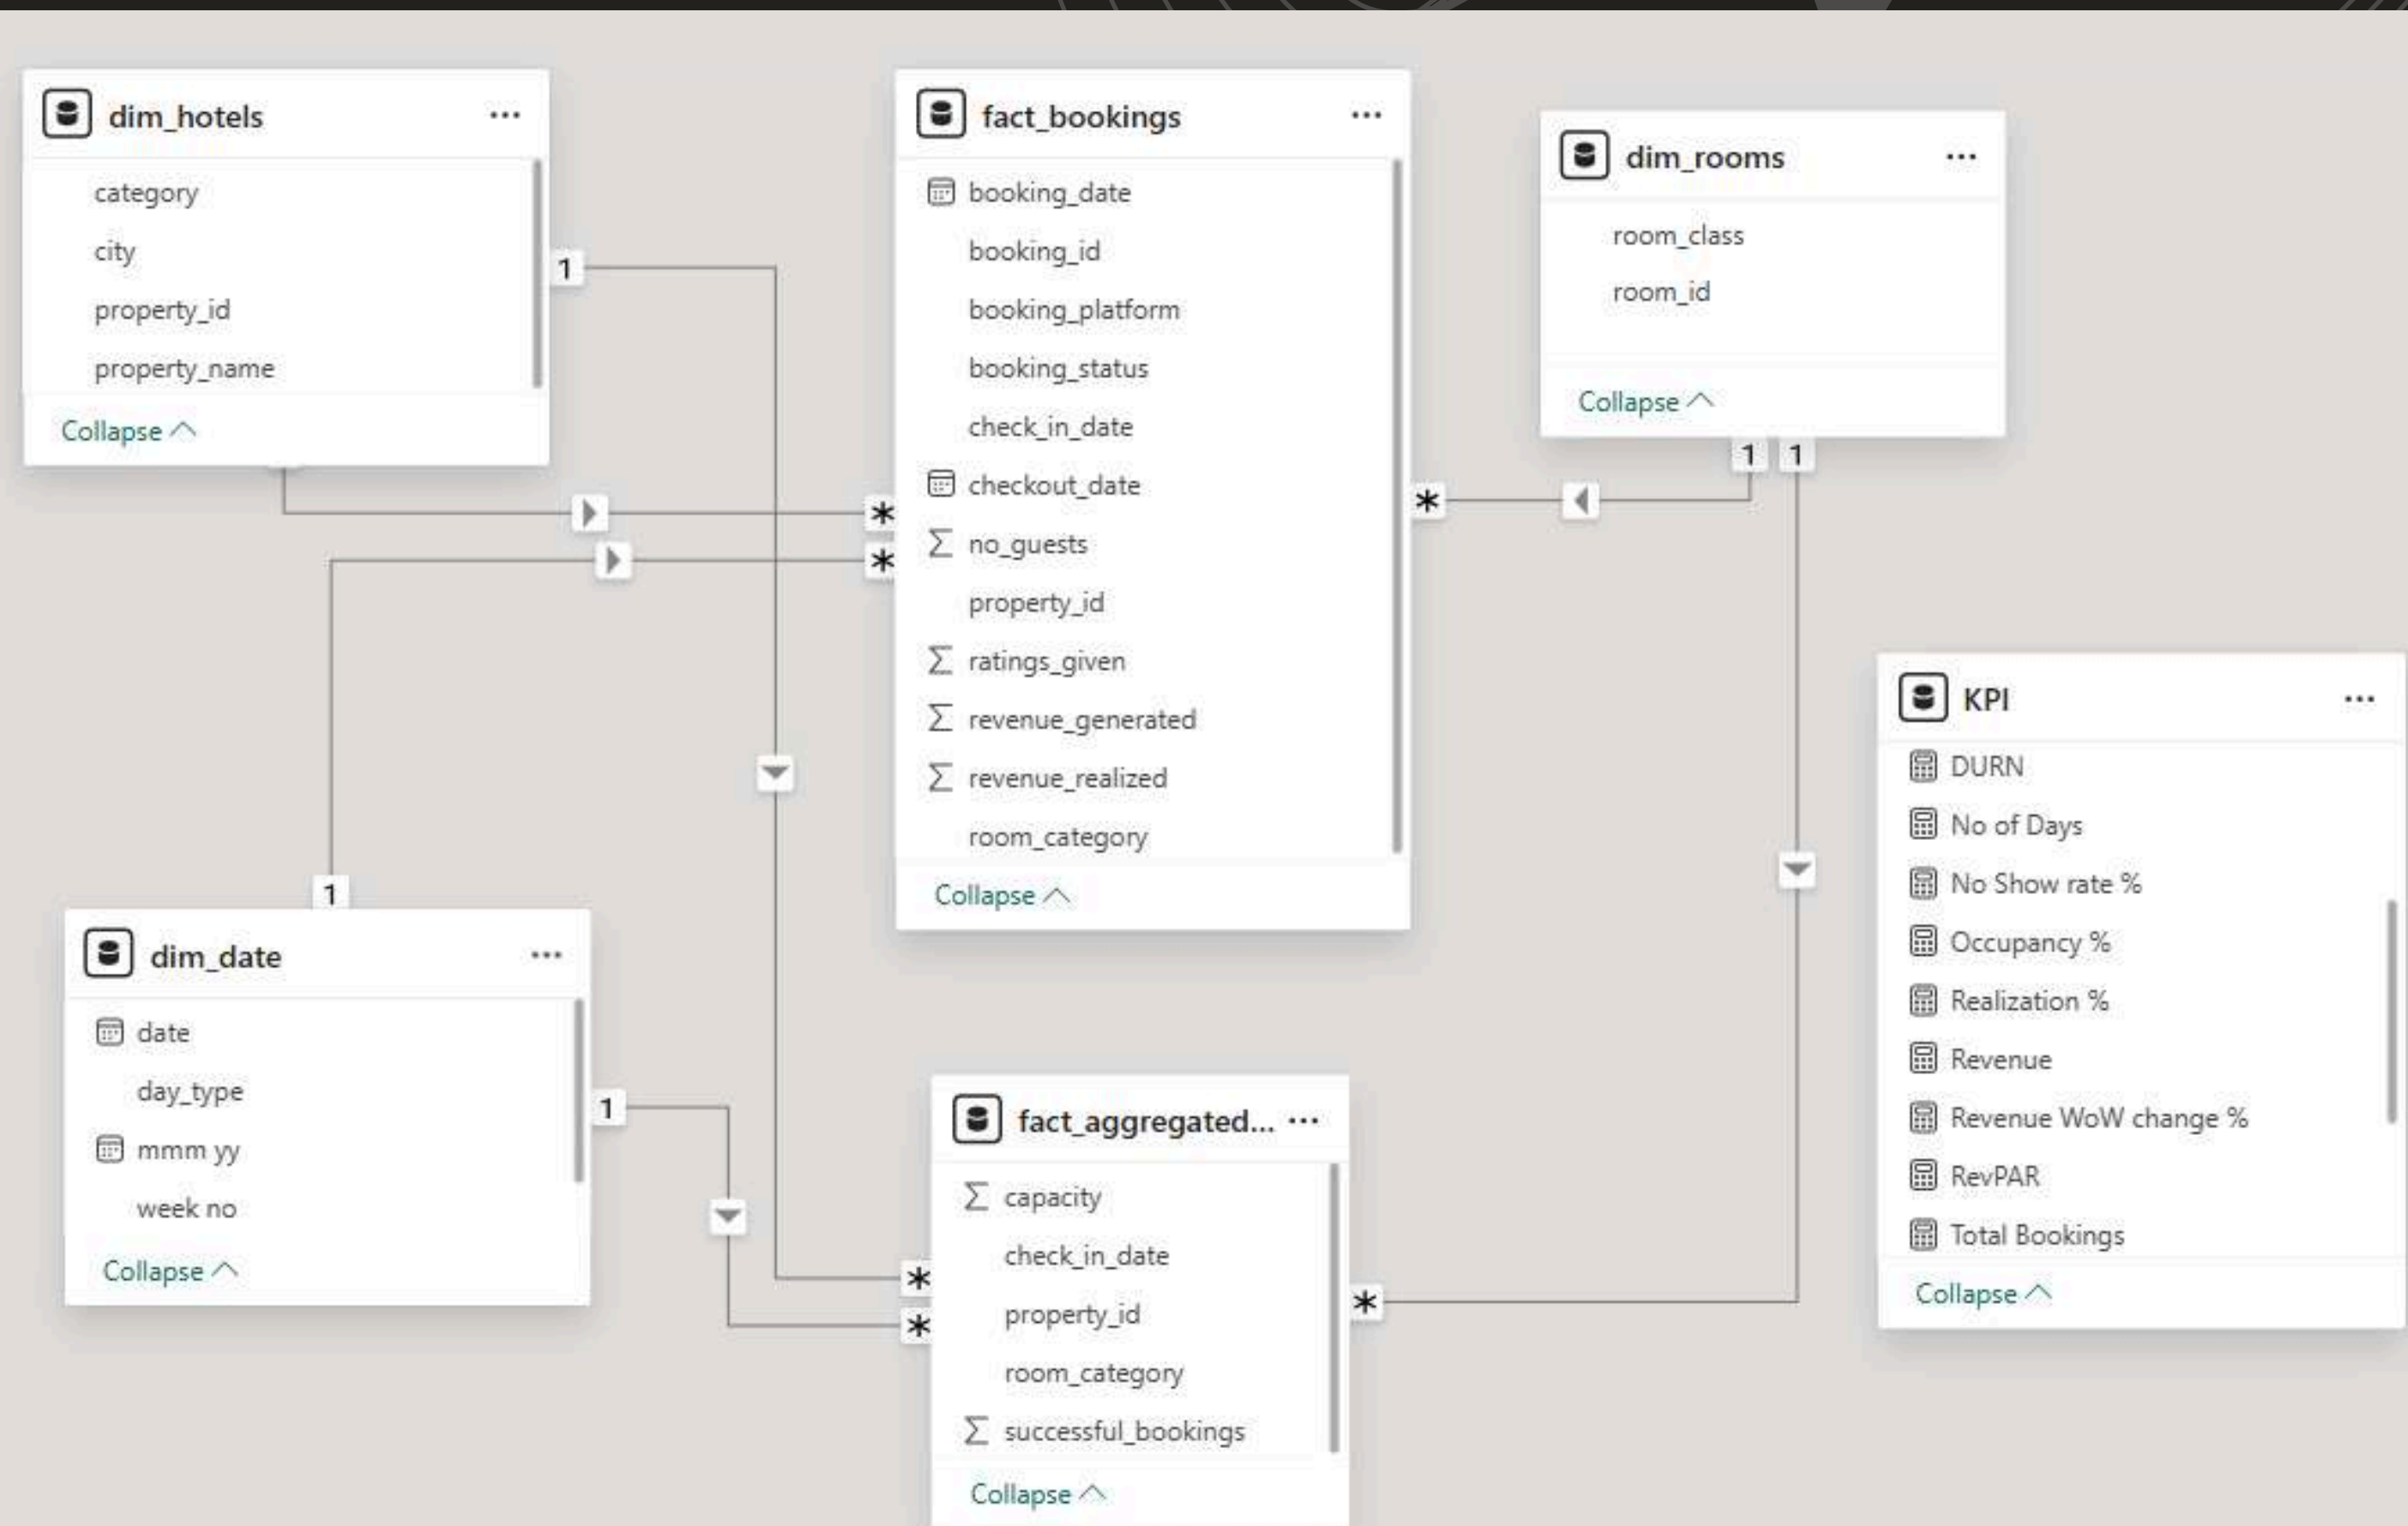 dim_hotels
category
city
property_id
property_name
Collapse
1
fact_bookings
booking_date
booking_id
booking_platform
booking_status
check_in_date
checkout_date
no_guests
property_id
ratings_given
revenue_generated
revenue_realized
room_category
Collapse
*
*
*
dim_rooms
room_class
room_id
Collapse
1 1
dim_date
date
day_type
mmm yy
week no
Collapse
1
1
fact_aggregated...
capacity
check_in_date
property_id
room_category
successful_bookings
Collapse
*
*
*
KPI
DURN
No of Days
No Show rate %
Occupancy %
Realization %
Revenue
Revenue WoW change %
RevPAR
Total Bookings
Collapse